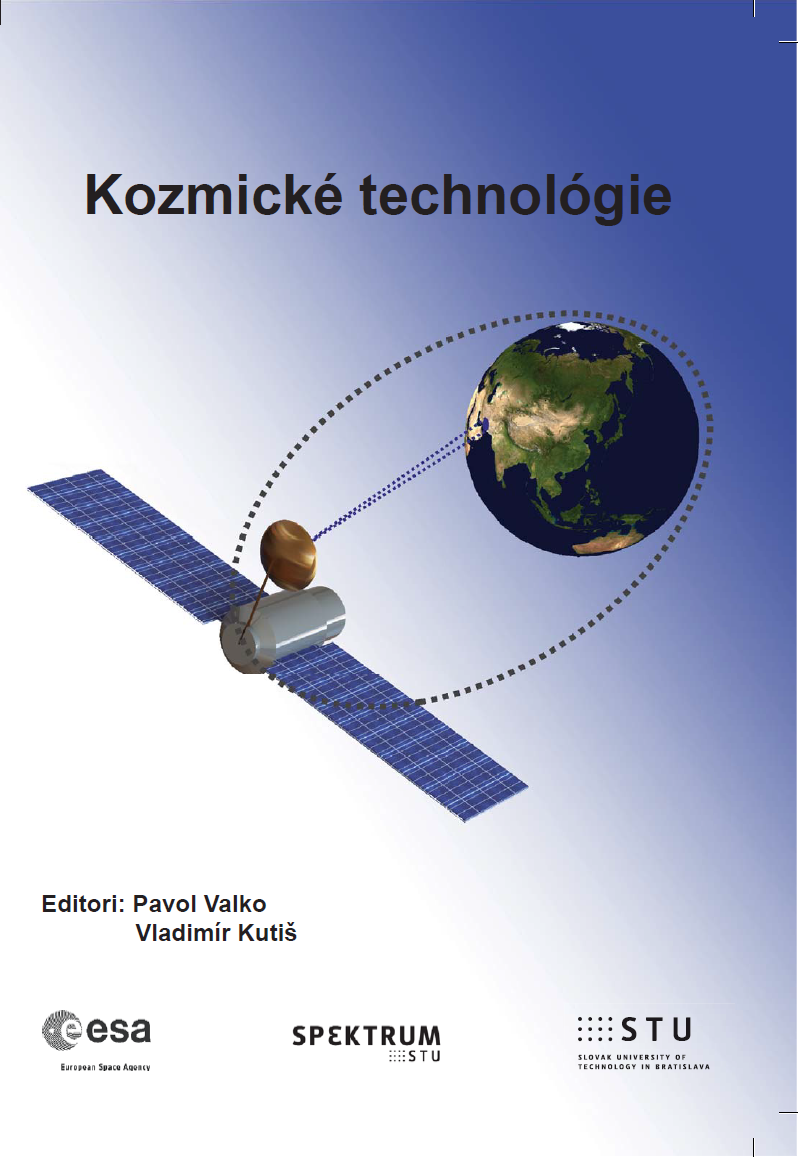 Kozmické technológie
Editori: Pavol Valko
Vladimír Kutiš
esa
European Space Agency
SPEKTRUM
STU
STU
SLOVAK UNIVERSITY OF
TECHNOLOGY IN BRATISLAVA